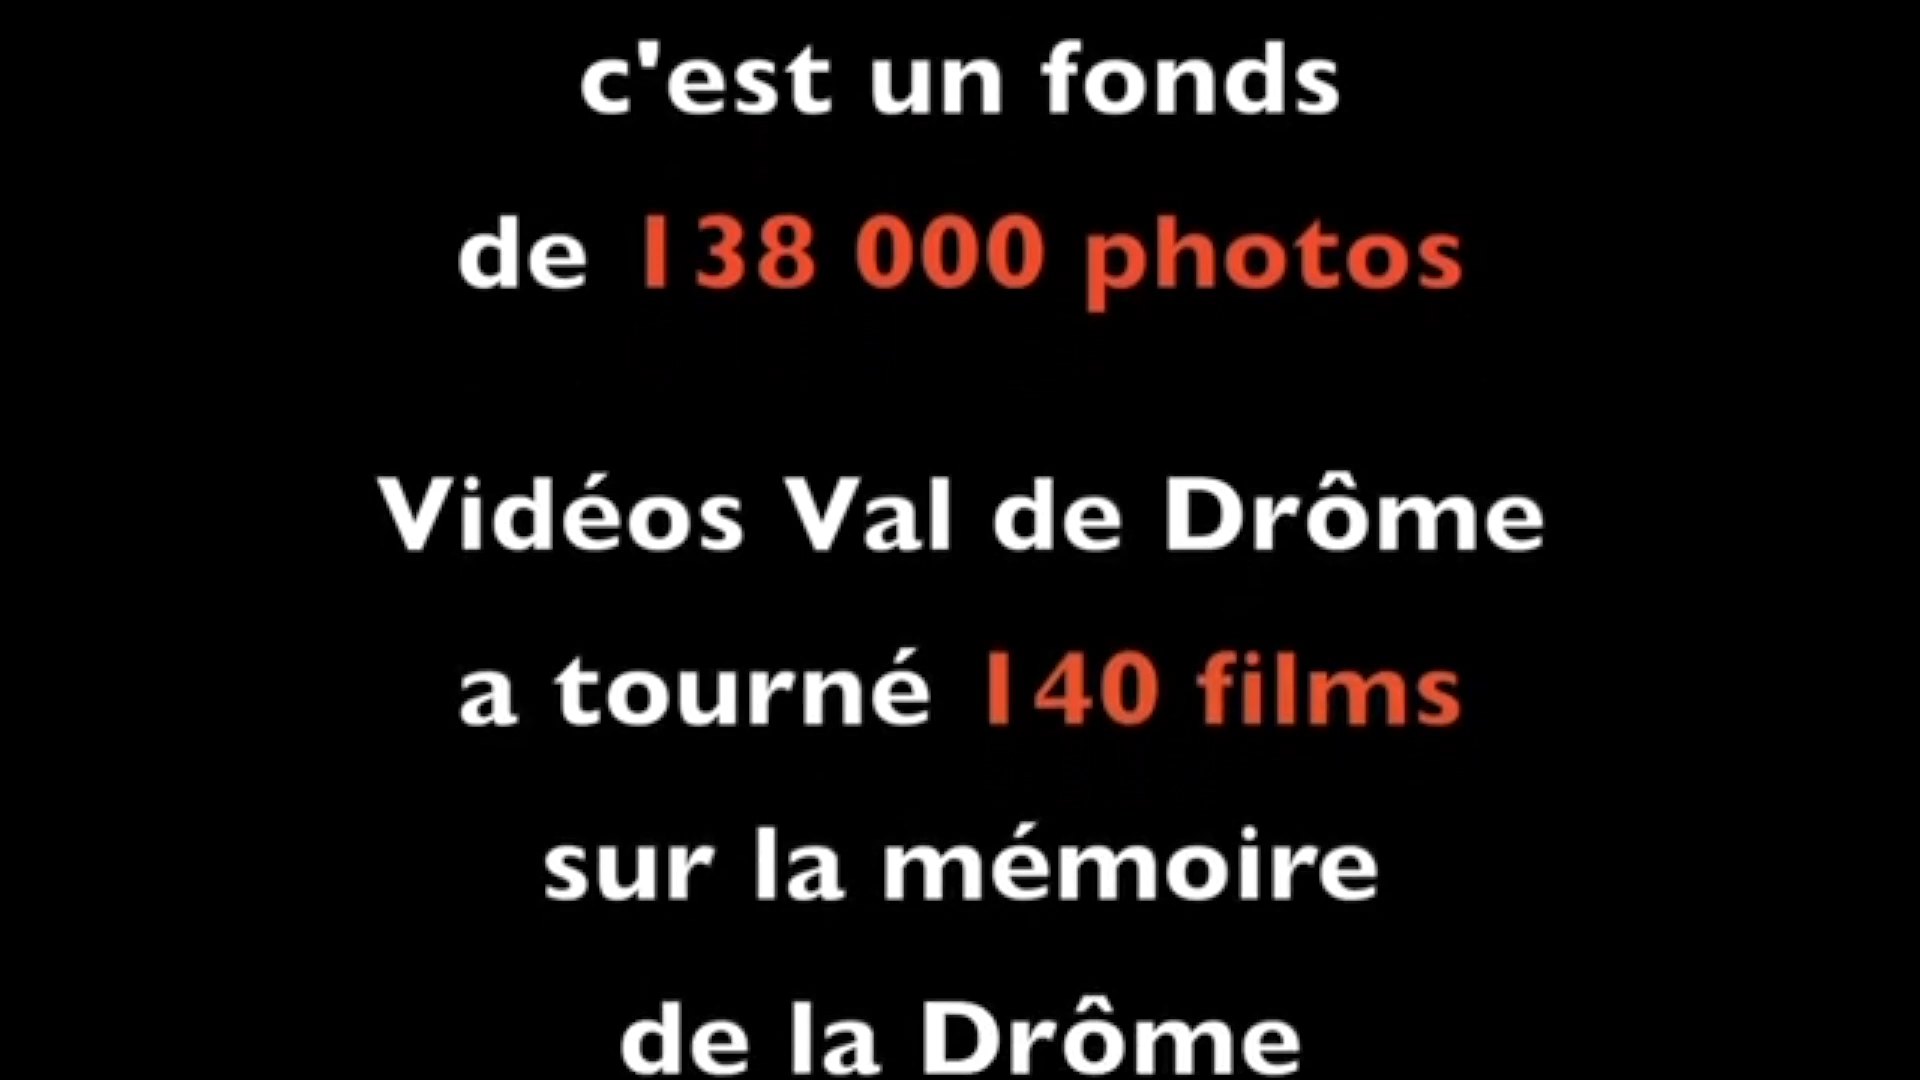 c'est un fonds
de 138 000 photos
Vidéos Val de Drôme
a tourné 140 films
sur la mémoire
de la Drôme